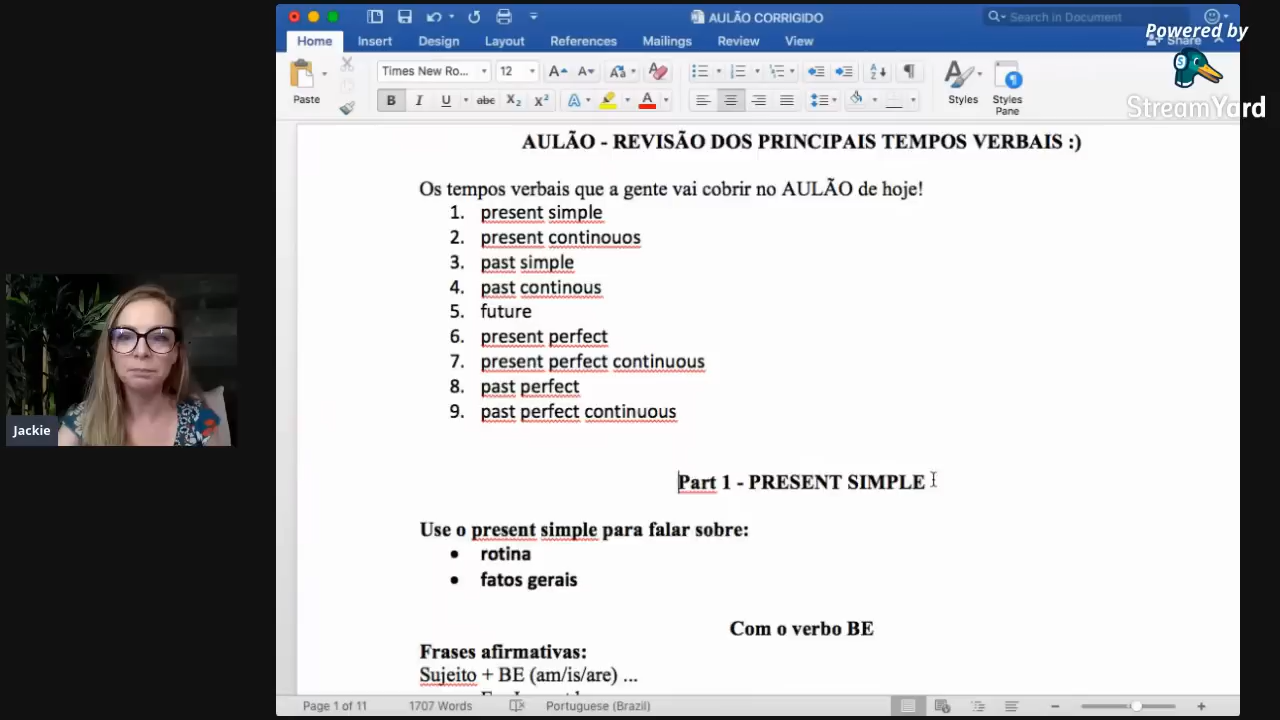 AULÃO CORRIGIDO
Search in Document
Powered by
StreamYard
Home Insert Design Layout References Mailings Review View Share
Times New Ro... 12
Paste
Styles
Styles Pane
AULÃO - REVISÃO DOS PRINCIPAIS TEMPOS VERBAIS :)
Os tempos verbais que a gente vai cobrir no AULÃO de hoje!
1. present simple
2. present continouos
3. past simple
4. past continous
5. future
6. present perfect
7. present perfect continuous
8. past perfect
9. past perfect continuous
Part 1 - PRESENT SIMPLE
Use o present simple para falar sobre:
• rotina
• fatos gerais
Com o verbo BE
Frases afirmativas:
Sujeito + BE (am/is/are) ...
Jackie
Page 1 of 11 1707 Words Portuguese (Brazil)